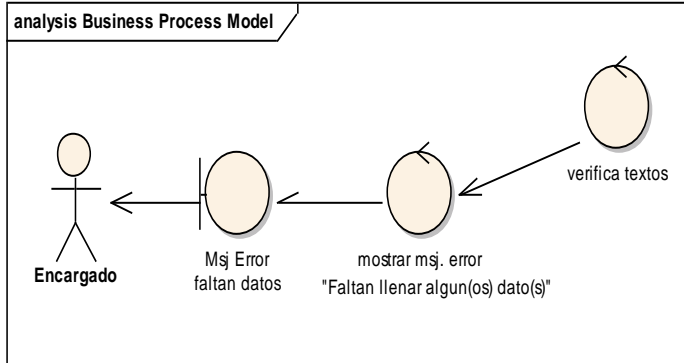 analysis Business Process Model
verifica textos
Encargado
Msj Error
faltan datos
mostrar msj. error
"Faltan llenar algun(os) dato(s)"